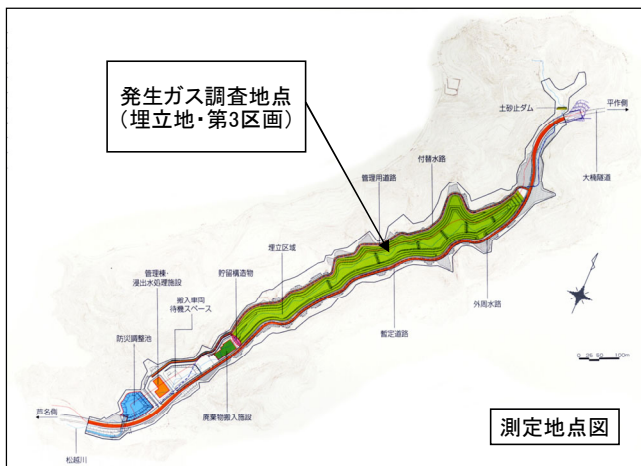 発生ガス調査地点
(埋立地・第3区画)
平作側
土砂止ダム
大楠隧道
付替水路
管理用道路
埋立区域
貯留構造物
管理棟・
浸出水処理施設
搬入車両
待機スペース
防災調整池
外周水路
暫定道路
0 25 50 100m
廃棄物搬入施設
芦名側
松越川
測定地点図